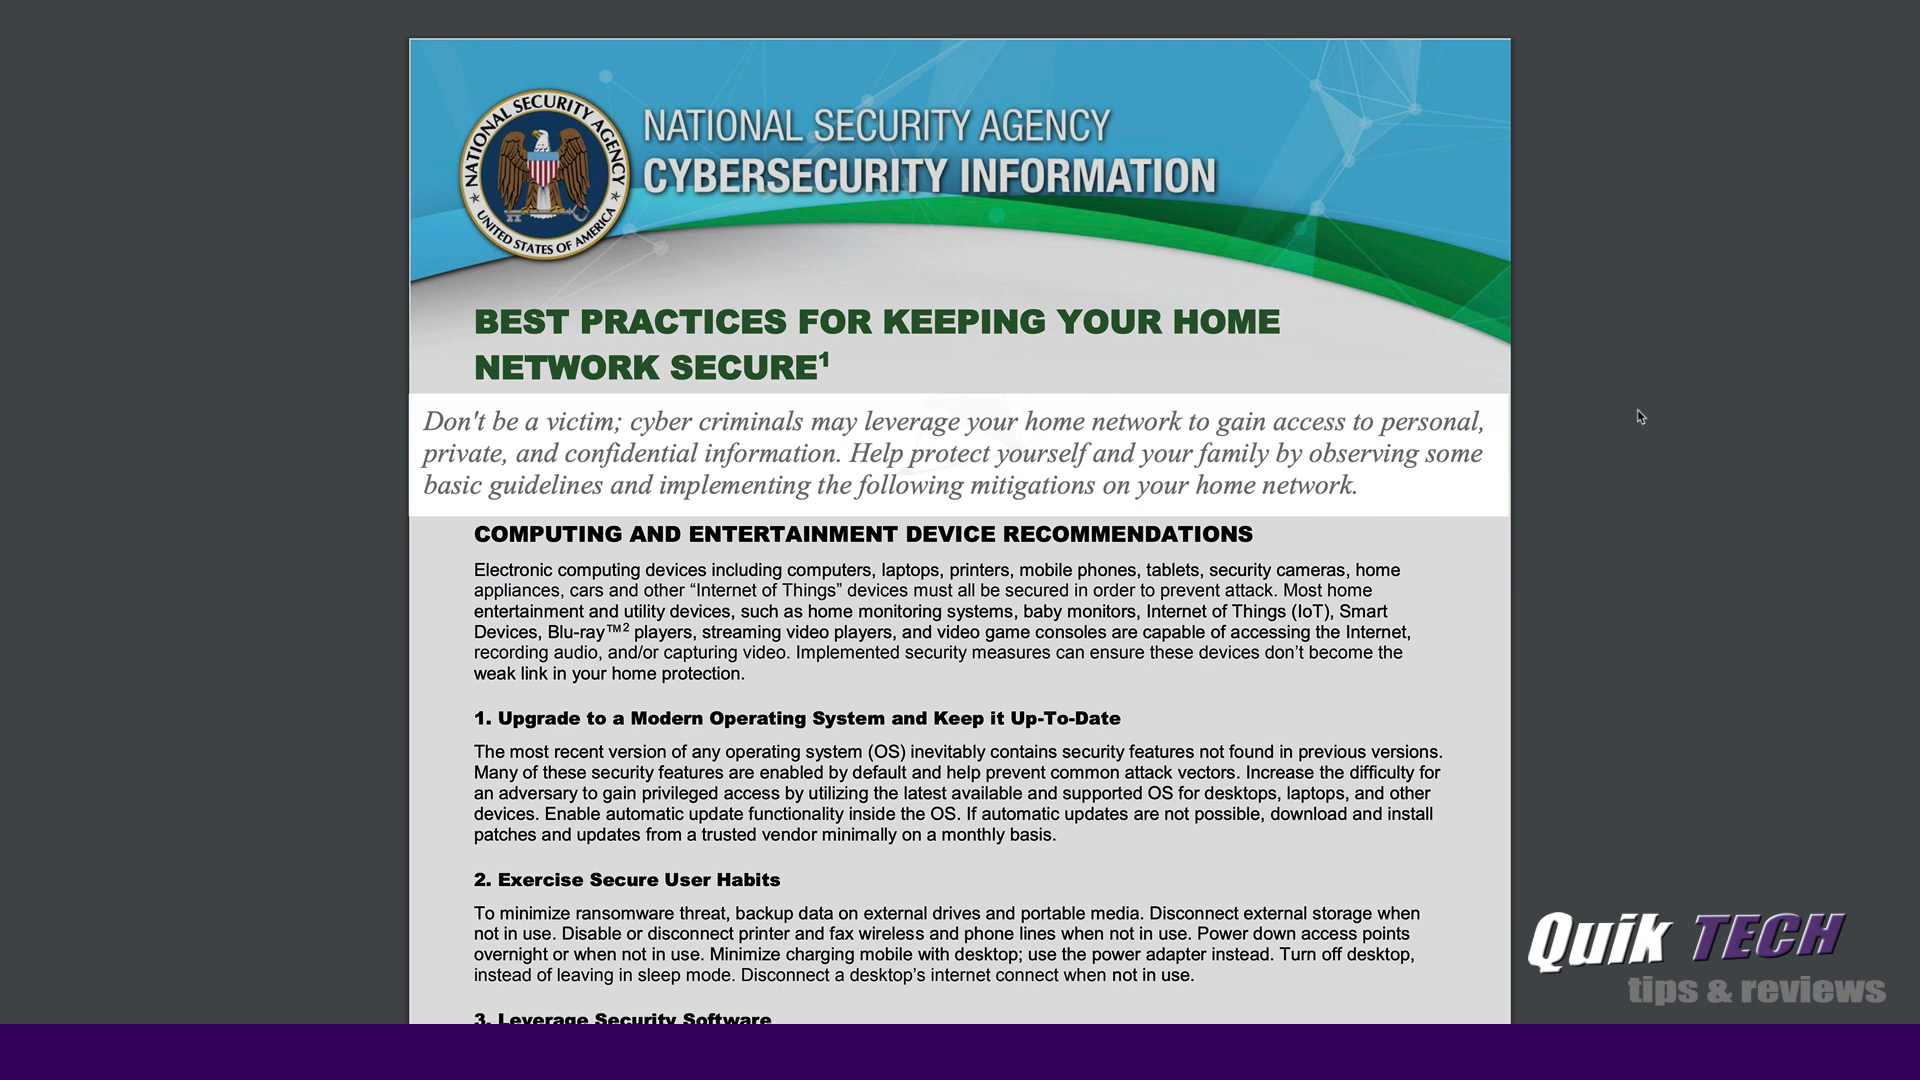 NATIONAL SECURITY AGENCY
UNITED STATES OF AMERICA
NATIONAL SECURITY AGENCY
CYBERSECURITY INFORMATION
BEST PRACTICES FOR KEEPING YOUR HOME
NETWORK SECURE¹
Don't be a victim; cyber criminals may leverage your home network to gain access to personal,
private, and confidential information. Help protect yourself and your family by observing some
basic guidelines and implementing the following mitigations on your home network.
COMPUTING AND ENTERTAINMENT DEVICE RECOMMENDATIONS
Electronic computing devices including computers, laptops, printers, mobile phones, tablets, security cameras, home
appliances, cars and other “Internet of Things” devices must all be secured in order to prevent attack. Most home
entertainment and utility devices, such as home monitoring systems, baby monitors, Internet of Things (IoT), Smart
Devices, Blu-ray™² players, streaming video players, and video game consoles are capable of accessing the Internet,
recording audio, and/or capturing video. Implemented security measures can ensure these devices don’t become the
weak link in your home protection.
1. Upgrade to a Modern Operating System and Keep it Up-To-Date
The most recent version of any operating system (OS) inevitably contains security features not found in previous versions.
Many of these security features are enabled by default and help prevent common attack vectors. Increase the difficulty for
an adversary to gain privileged access by utilizing the latest available and supported OS for desktops, laptops, and other
devices. Enable automatic update functionality inside the OS. If automatic updates are not possible, download and install
patches and updates from a trusted vendor minimally on a monthly basis.
2. Exercise Secure User Habits
To minimize ransomware threat, backup data on external drives and portable media. Disconnect external storage when
not in use. Disable or disconnect printer and fax wireless and phone lines when not in use. Power down access points
overnight or when not in use. Minimize charging mobile with desktop; use the power adapter instead. Turn off desktop,
instead of leaving in sleep mode. Disconnect a desktop’s internet connect when not in use.
3. Leverage Security Software
Quik TECH
tips & reviews